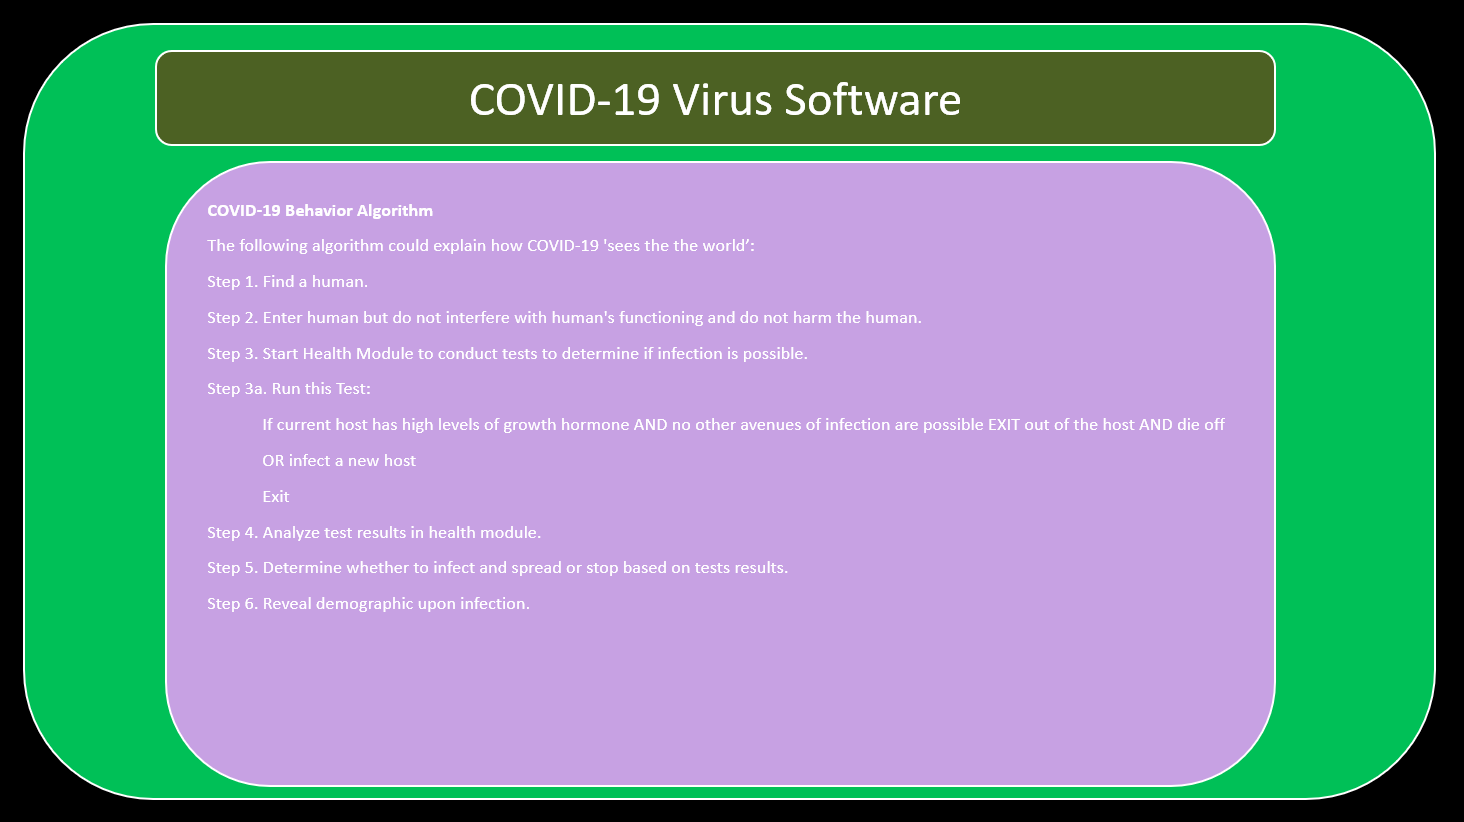 COVID-19 Virus Software
COVID-19 Behavior Algorithm
The following algorithm could explain how COVID-19 'sees the the world’:
Step 1. Find a human.
Step 2. Enter human but do not interfere with human's functioning and do not harm the human.
Step 3. Start Health Module to conduct tests to determine if infection is possible.
Step 3a. Run this Test:
If current host has high levels of growth hormone AND no other avenues of infection are possible EXIT out of the host AND die off
OR infect a new host
Exit
Step 4. Analyze test results in health module.
Step 5. Determine whether to infect and spread or stop based on tests results.
Step 6. Reveal demographic upon infection.